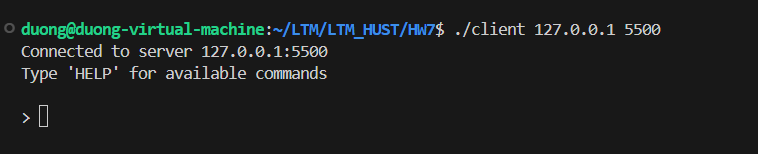 duong@duong-virtual-machine:~/LTM/LTM_HUST/HW7$ ./client 127.0.0.1 5500
Connected to server 127.0.0.1:5500
Type 'HELP' for available commands
>